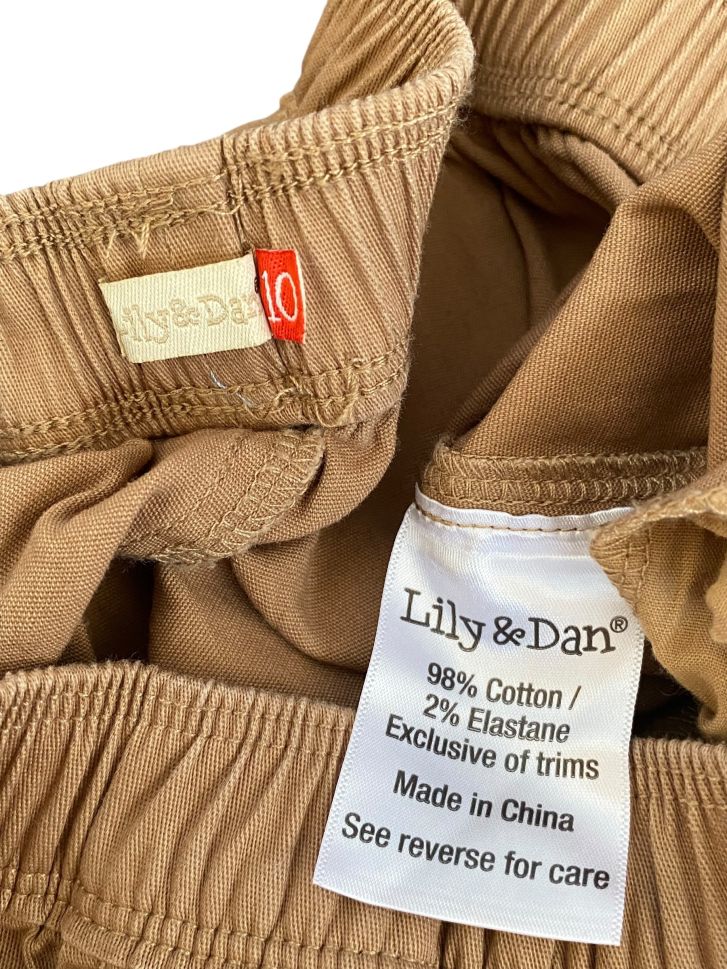 Lily&Dan
10
Lily & Dan®
98% Cotton /
2% Elastane
Exclusive of trims
Made in China
See reverse for care